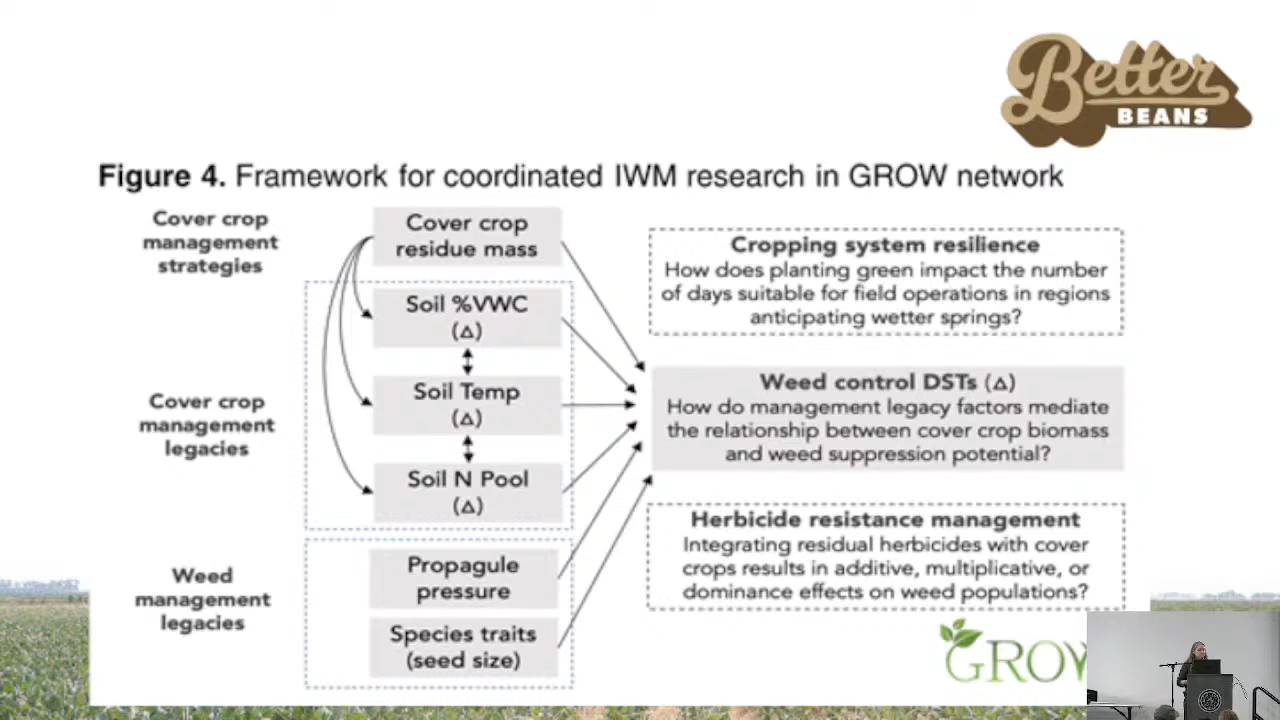 Better
BEANS
Figure 4. Framework for coordinated IWM research in GROW network
Cover crop
management
strategies
Cover crop
residue mass
Soil %VWC
(Δ)
Cover crop
management
legacies
Soil Temp
(Δ)
Soil N Pool
(Δ)
Weed
management
legacies
Propagule
pressure
Species traits
(seed size)
Cropping system resilience
How does planting green impact the number
of days suitable for field operations in regions
anticipating wetter springs?
Weed control DSTs (Δ)
How do management legacy factors mediate
the relationship between cover crop biomass
and weed suppression potential?
Herbicide resistance management
Integrating residual herbicides with cover
crops results in additive, multiplicative, or
dominance effects on weed populations?
GROW